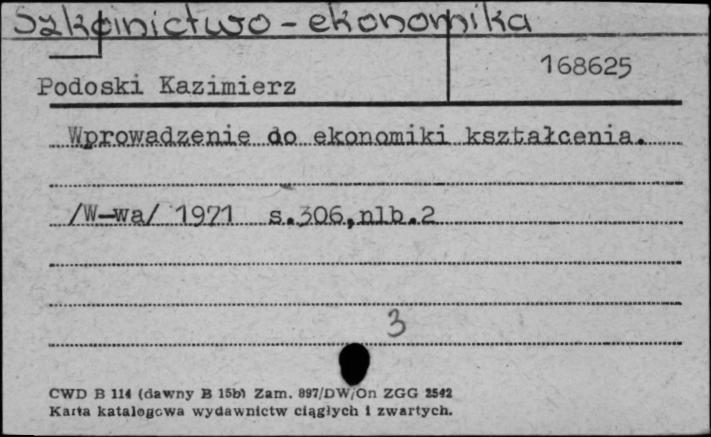 Szkolnictwo - ekonomika
168625
Podoski Kazimierz
Wprowadzenie do ekonomiki kształcenia.
/W-wa/ 1971 s.306,nlb.2
3
CWD B 114 (dawny B 15b) Zam. 897/DW/On ZGG 2542
Karta katalogowa wydawnictw ciągłych i zwartych.